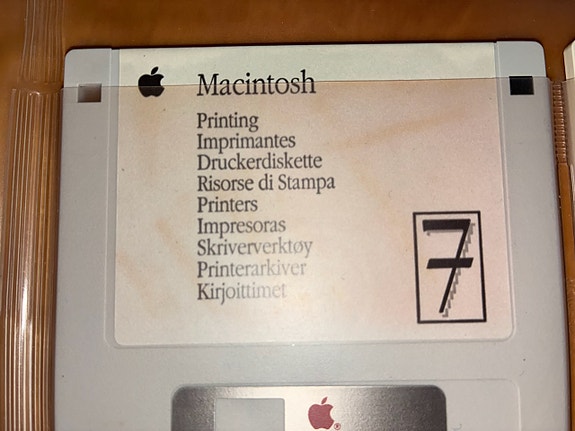 Macintosh
Printing
Imprimantes
Druckerdiskette
Risorse di Stampa
Printers
Impresoras
Skriververktøy
Printerarkiver
Kirjoittimet
7
®